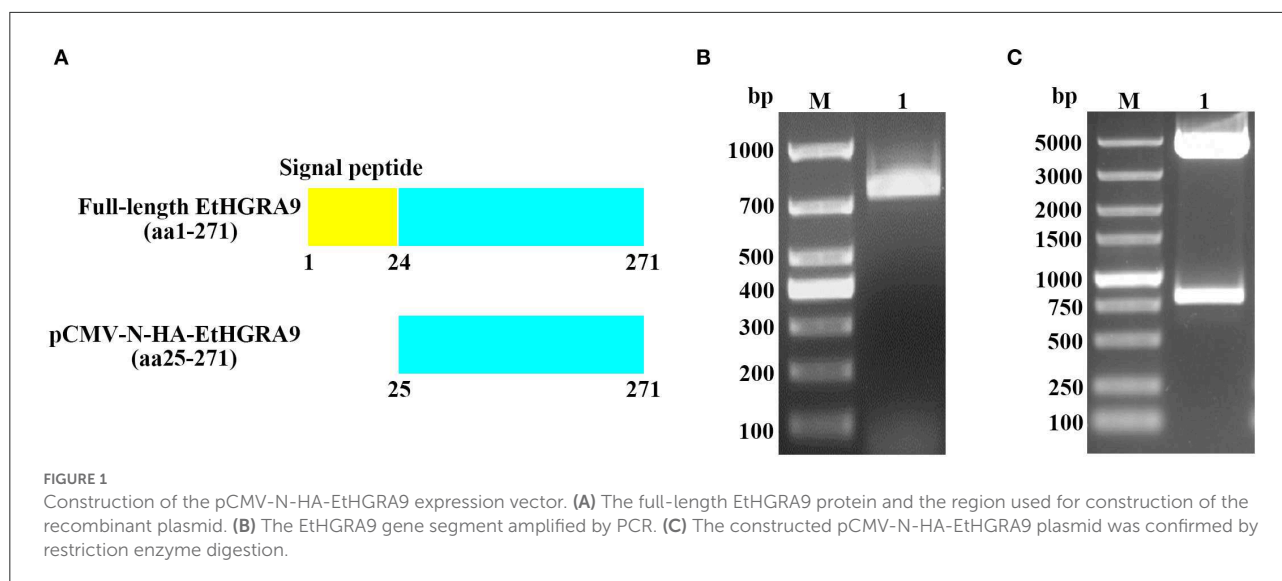 A
Signal peptide
Full-length EtHGRA9
(aa1-271)
1 24 271
pCMV-N-HA-EtHGRA9
(aa25-271)
25 271
B
bp M 1
1000
700
500
400
300
200
100
C
bp M 1
5000
3000
2000
1500
1000
750
500
250
100
FIGURE 1
Construction of the pCMV-N-HA-EtHGRA9 expression vector. (A) The full-length EtHGRA9 protein and the region used for construction of the
recombinant plasmid. (B) The EtHGRA9 gene segment amplified by PCR. (C) The constructed pCMV-N-HA-EtHGRA9 plasmid was confirmed by
restriction enzyme digestion.